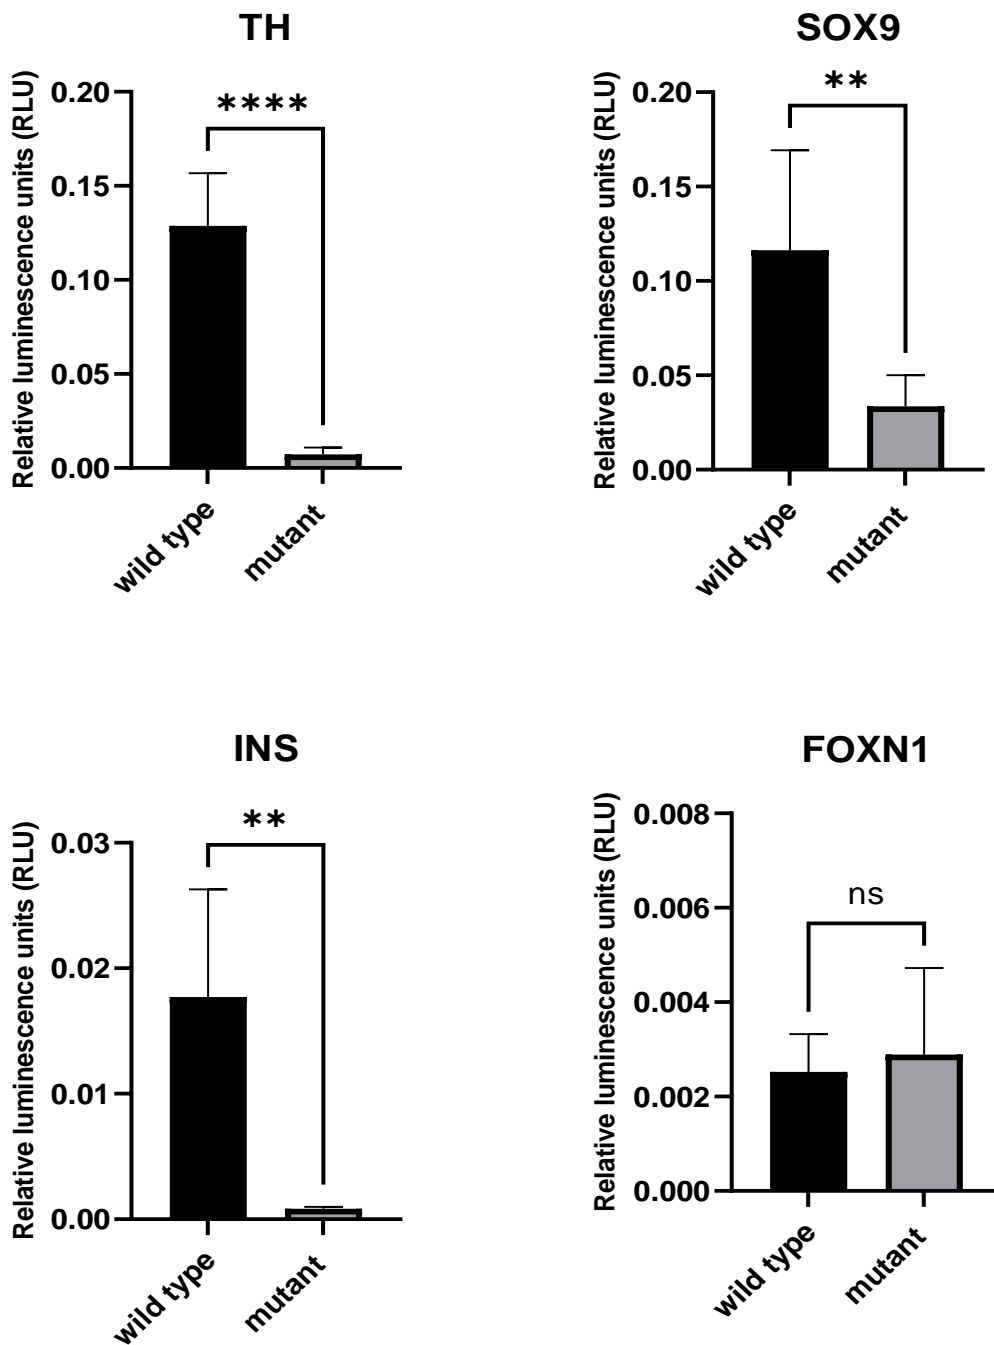 TH
****
Relative luminescence units (RLU)
0.20
0.15
0.10
0.05
0.00
wild type
mutant
SOX9
**
Relative luminescence units (RLU)
0.20
0.15
0.10
0.05
0.00
wild type
mutant
INS
**
Relative luminescence units (RLU)
0.03
0.02
0.01
0.00
wild type
mutant
FOXN1
ns
Relative luminescence units (RLU)
0.008
0.006
0.004
0.002
0.000
wild type
mutant